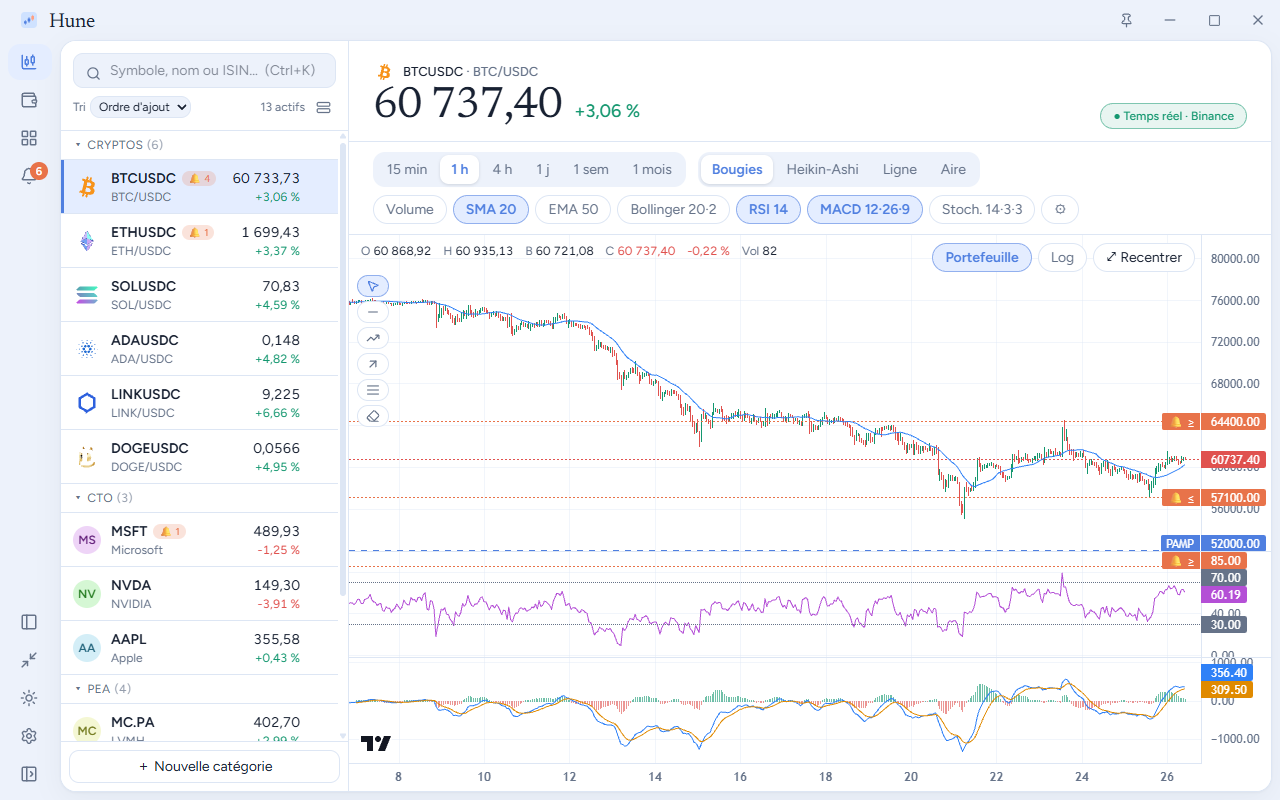 Hune
Symbole, nom ou ISIN... (Ctrl+K)
Tri Ordre d'ajout 13 actifs
6
CRYPTOS (6)
BTCUSDC 4 60 733,73
BTC/USDC +3,06 %
ETHUSDC 1 1 699,43
ETH/USDC +3,37 %
SOLUSDC 70,83
SOL/USDC +4,59 %
ADAUSDC 0,148
ADA/USDC +4,82 %
LINKUSDC 9,225
LINK/USDC +6,66 %
DOGEUSDC 0,0566
DOGE/USDC +4,95 %
CTO (3)
MS MSFT 1 489,93
Microsoft -1,25 %
NV NVDA 149,30
NVIDIA -3,91 %
AA AAPL 355,58
Apple +0,43 %
PEA (4)
MC MC.PA 402,70
LVMH +2,99 %
+ Nouvelle catégorie
BTCUSDC · BTC/USDC
60 737,40 +3,06 %
● Temps réel · Binance
15 min 1 h 4 h 1 j 1 sem 1 mois Bougies Heikin-Ashi Ligne Aire
Volume SMA 20 EMA 50 Bollinger 20·2 RSI 14 MACD 12·26·9 Stoch. 14·3·3
O 60 868,92 H 60 935,13 B 60 721,08 C 60 737,40 -0,22 % Vol 82
Portefeuille Log Recentrer
80000.00
76000.00
72000.00
68000.00
≥ 64400.00
60737.40
60000.00
≤ 57100.00
56000.00
PAMP 52000.00
≥ 85.00
70.00
60.19
40.00
30.00
0.00
1000.00
356.40
309.50
0.00
−1000.00
8 10 12 14 16 18 20 22 24 26